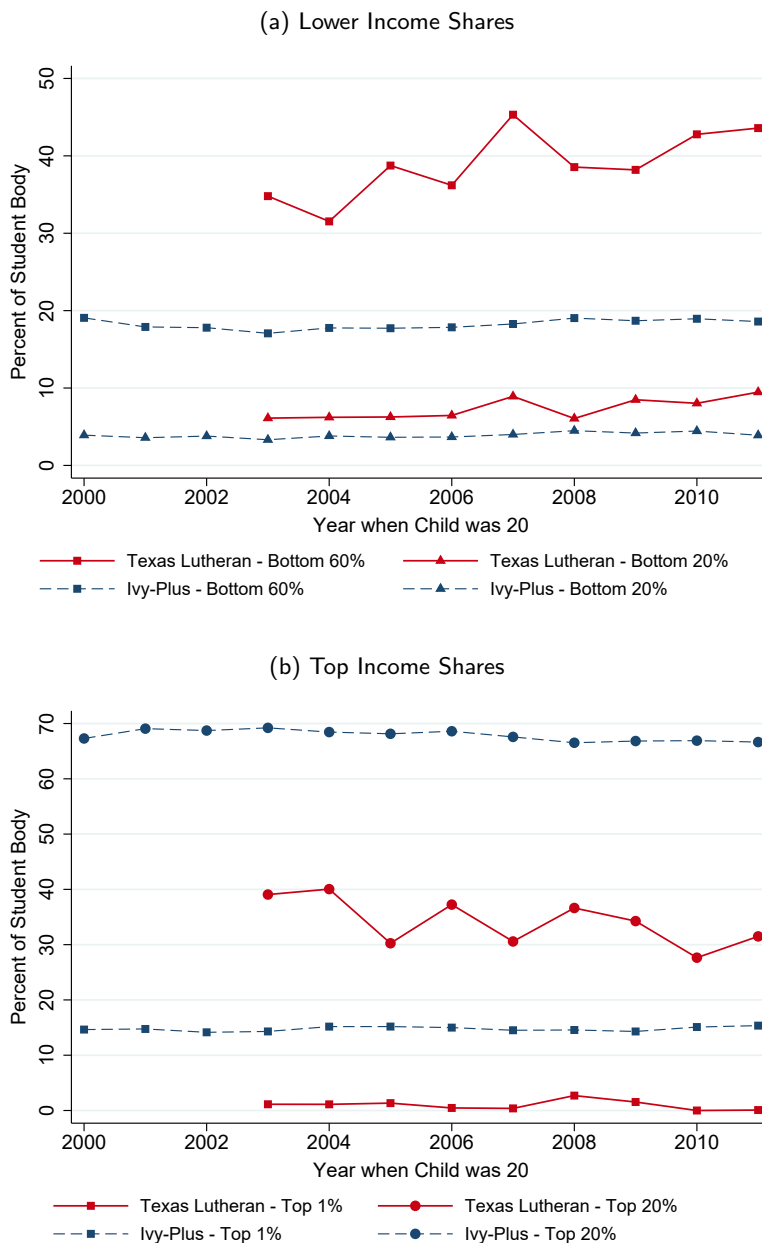 (a) Lower Income Shares
Percent of Student Body
50
40
30
20
10
0
2000 2002 2004 2006 2008 2010
Year when Child was 20
Texas Lutheran - Bottom 60% Texas Lutheran - Bottom 20%
Ivy-Plus - Bottom 60% Ivy-Plus - Bottom 20%
(b) Top Income Shares
Percent of Student Body
70
60
50
40
30
20
10
0
2000 2002 2004 2006 2008 2010
Year when Child was 20
Texas Lutheran - Top 1% Texas Lutheran - Top 20%
Ivy-Plus - Top 1% Ivy-Plus - Top 20%